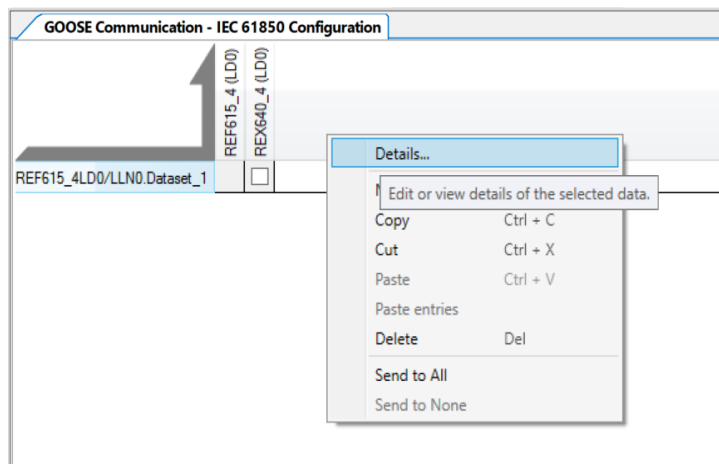 GOOSE Communication - IEC 61850 Configuration
REF615_4 (LD0)
REX640_4 (LD0)
REF615_4LD0/LLN0.Dataset_1
Details...
Edit or view details of the selected data.
Copy Ctrl + C
Cut Ctrl + X
Paste Ctrl + V
Paste entries
Delete Del
Send to All
Send to None